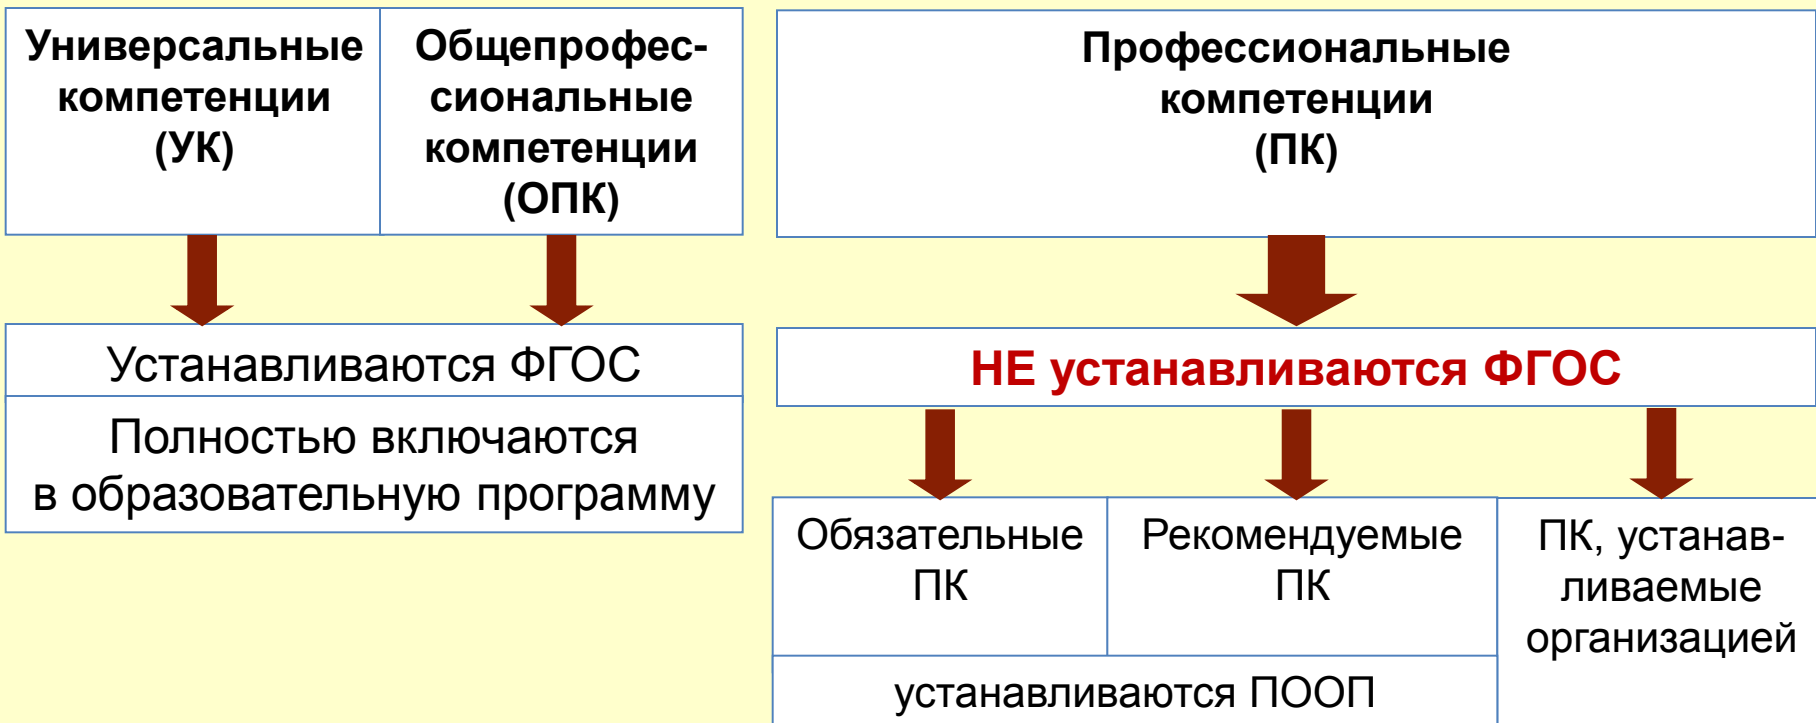 Универсальные
компетенции
(УК)
Общепрофес-
сиональные
компетенции
(ОПК)
Профессиональные
компетенции
(ПК)
Устанавливаются ФГОС
Полностью включаются
в образовательную программу
НЕ устанавливаются ФГОС
Обязательные
ПК
Рекомендуемые
ПК
ПК, устанав-
ливаемые
организацией
устанавливаются ПООП